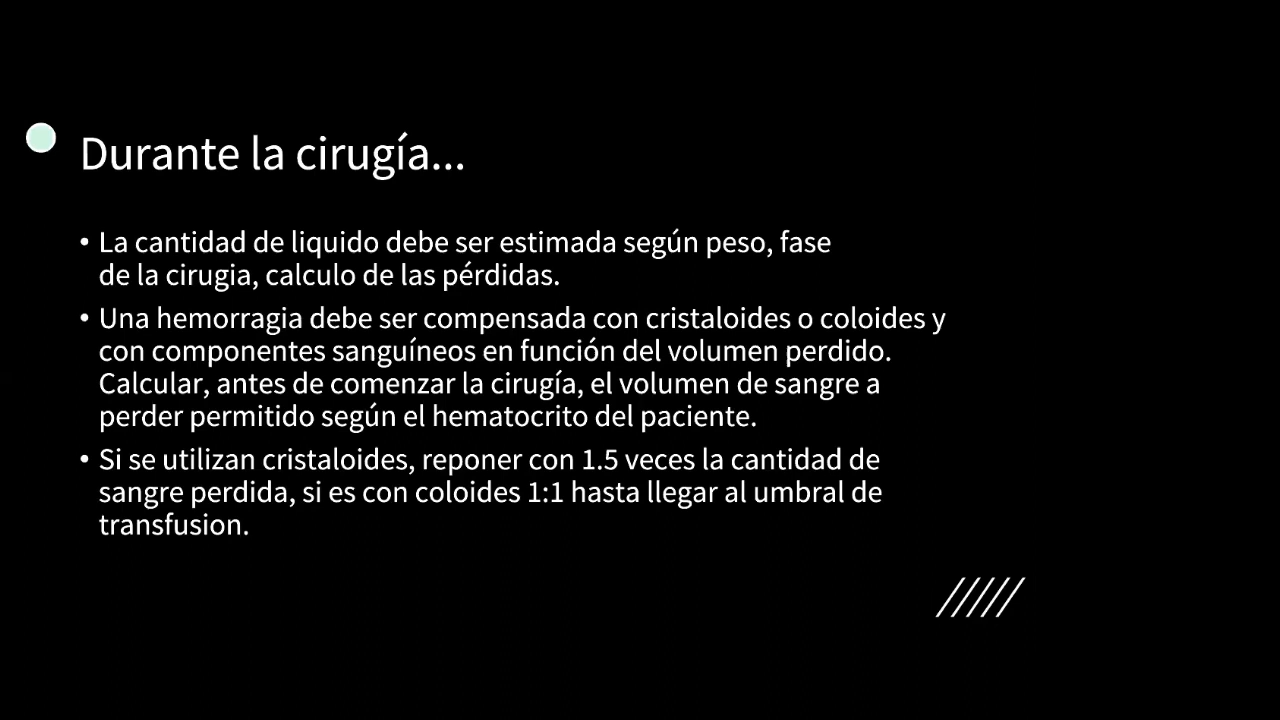 Durante la cirugía...
• La cantidad de liquido debe ser estimada según peso, fase
de la cirugia, calculo de las pérdidas.
• Una hemorragia debe ser compensada con cristaloides o coloides y
con componentes sanguíneos en función del volumen perdido.
Calcular, antes de comenzar la cirugía, el volumen de sangre a
perder permitido según el hematocrito del paciente.
• Si se utilizan cristaloides, reponer con 1.5 veces la cantidad de
sangre perdida, si es con coloides 1:1 hasta llegar al umbral de
transfusion.